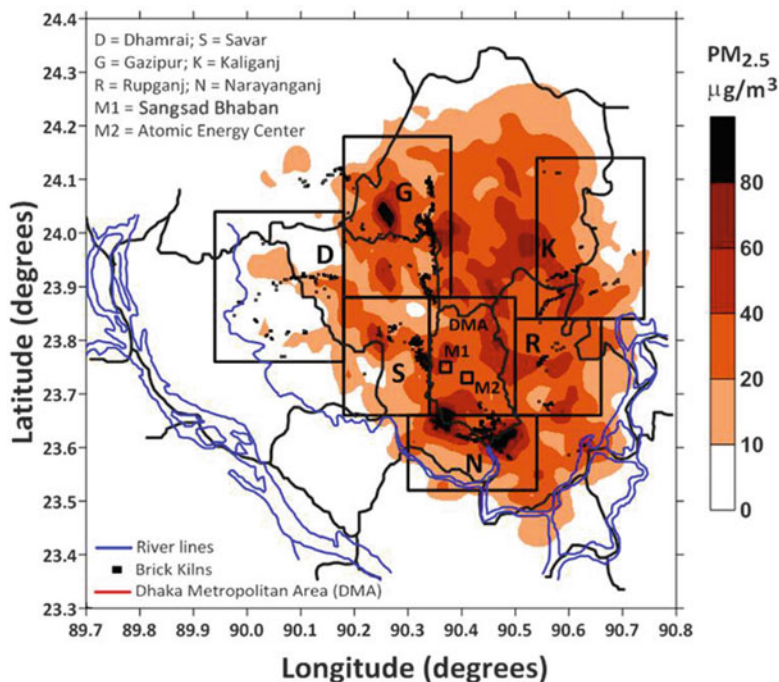 D = Dhamrai; S = Savar
G = Gazipur; K = Kaliganj
R = Rupganj; N = Narayanganj
M1 = Sangsad Bhaban
M2 = Atomic Energy Center
PM2.5
μg/m³
80
60
40
20
10
0
G
D
K
DMA
M1
R
S
M2
N
River lines
Brick Kilns
Dhaka Metropolitan Area (DMA)
Latitude (degrees)
24.4
24.3
24.2
24.1
24.0
23.9
23.8
23.7
23.6
23.5
23.4
23.3
89.7 89.8 89.9 90.0 90.1 90.2 90.3 90.4 90.5 90.6 90.7 90.8
Longitude (degrees)